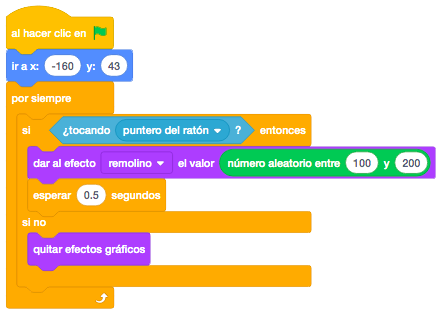 al hacer clic en
ir a x: -160 y: 43
por siempre
si ¿tocando puntero del ratón ? entonces
dar al efecto remolino el valor número aleatorio entre 100 y 200
esperar 0.5 segundos
si no
quitar efectos gráficos